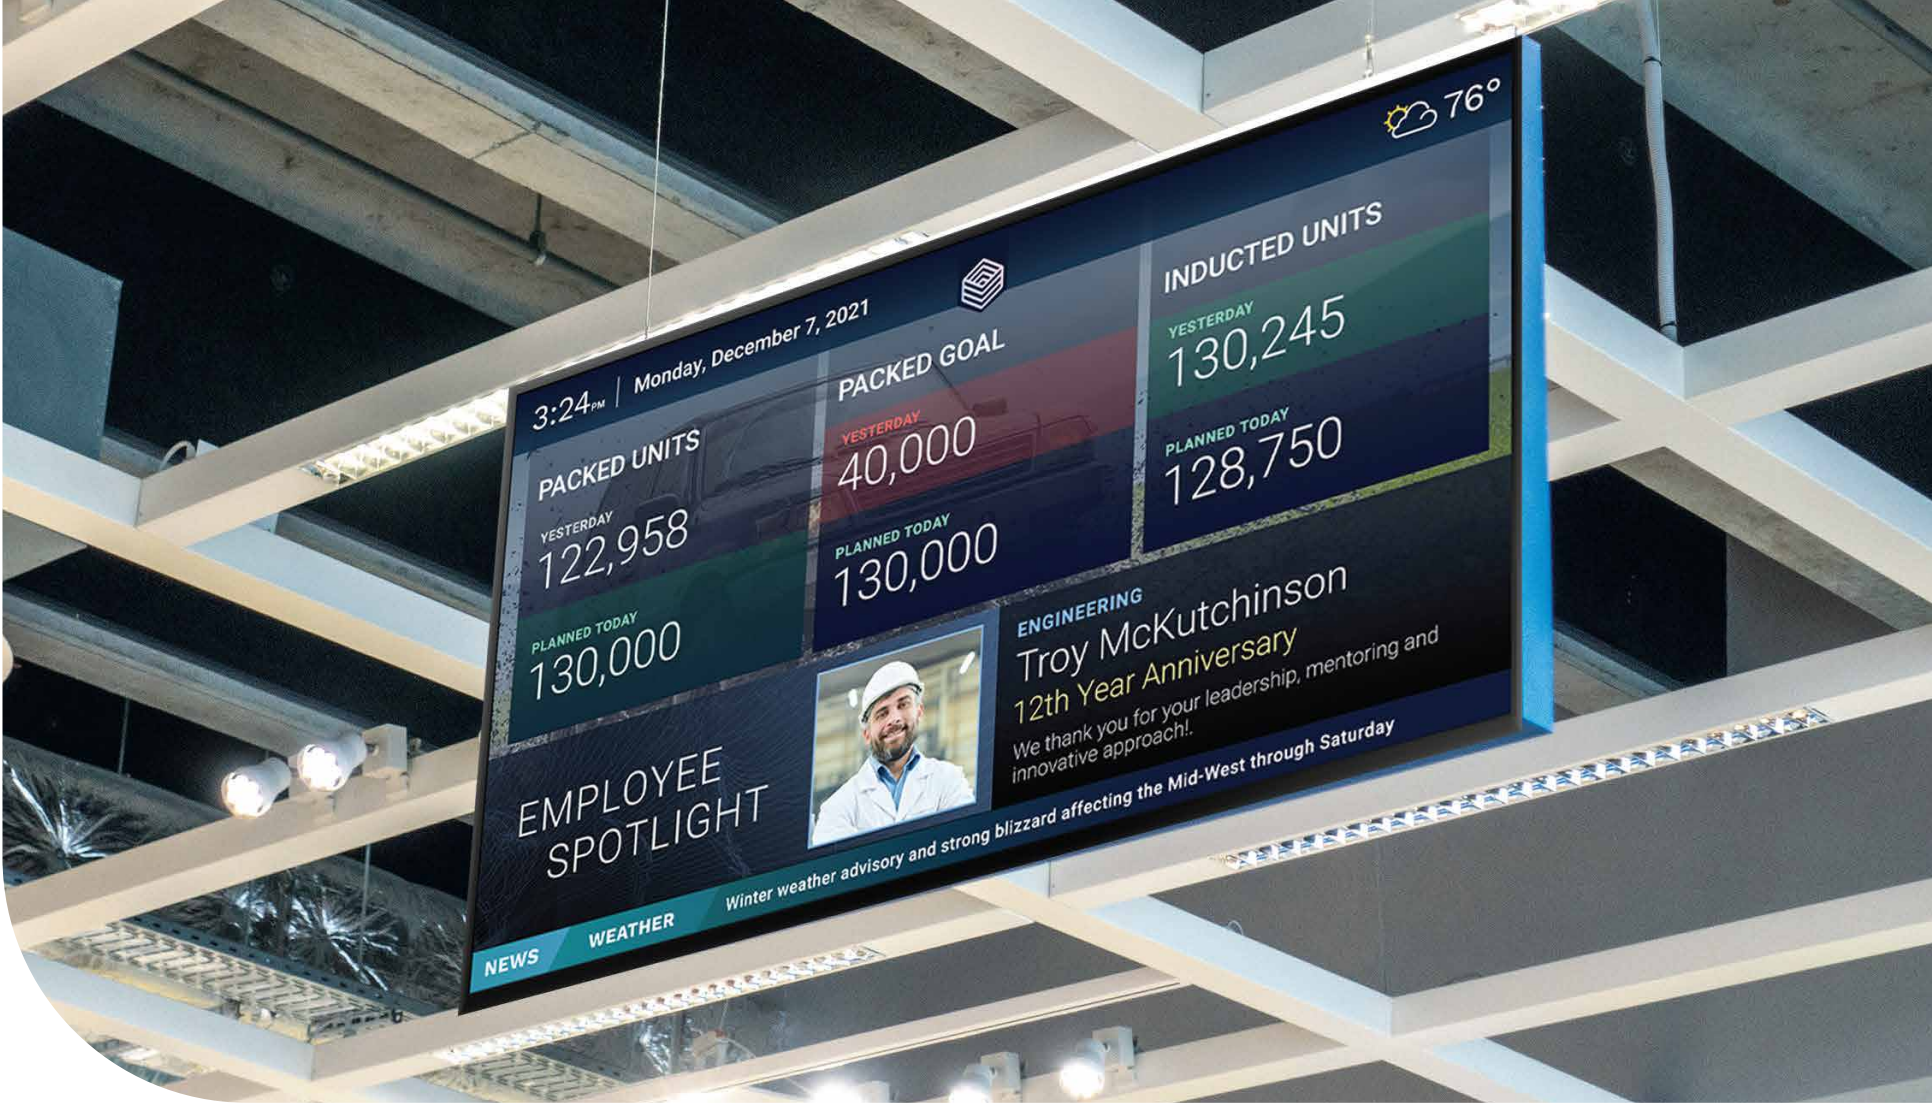 3:24PM | Monday, December 7, 2021
76°
PACKED UNITS
YESTERDAY
122,958
PLANNED TODAY
130,000
PACKED GOAL
YESTERDAY
40,000
PLANNED TODAY
130,000
INDUCTED UNITS
YESTERDAY
130,245
PLANNED TODAY
128,750
EMPLOYEE
SPOTLIGHT
ENGINEERING
Troy McKutchinson
12th Year Anniversary
We thank you for your leadership, mentoring and
innovative approach!.
NEWS WEATHER Winter weather advisory and strong blizzard affecting the Mid-West through Saturday